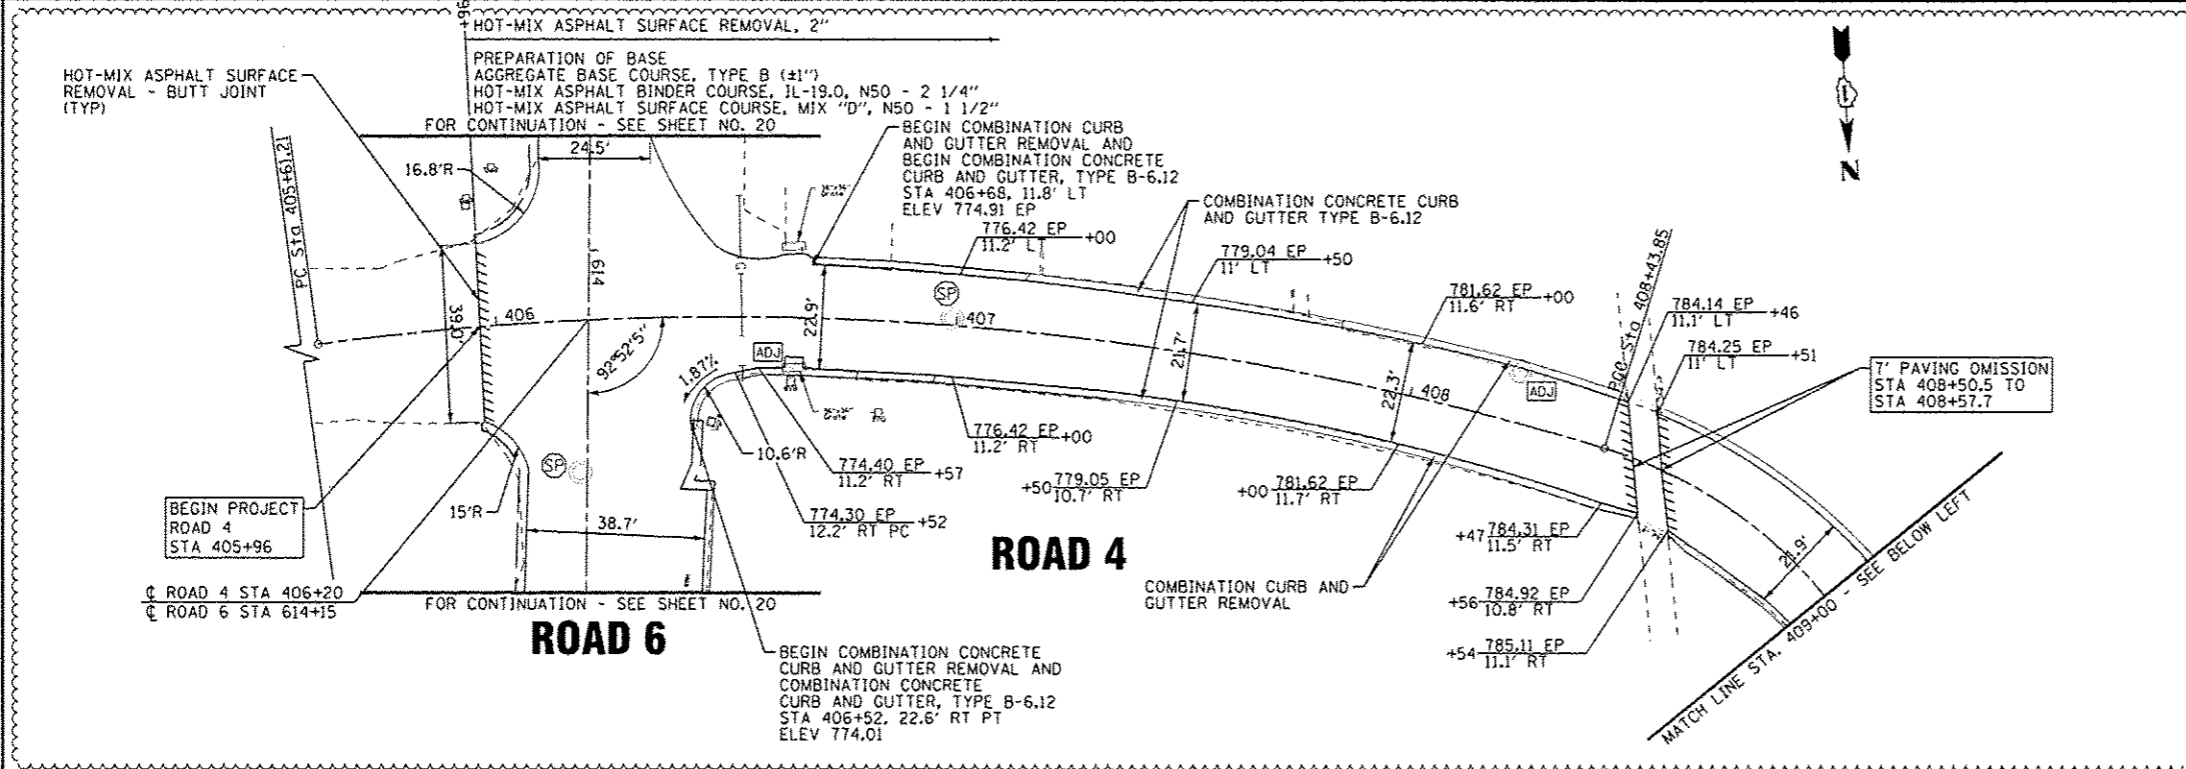 +96
HOT-MIX ASPHALT SURFACE REMOVAL, 2"
PREPARATION OF BASE
AGGREGATE BASE COURSE, TYPE B (±1")
HOT-MIX ASPHALT BINDER COURSE, IL-19.0, N50 - 2 1/4"
HOT-MIX ASPHALT SURFACE COURSE, MIX "D", N50 - 1 1/2"
FOR CONTINUATION - SEE SHEET NO. 20
HOT-MIX ASPHALT SURFACE
REMOVAL - BUTT JOINT
(TYP)
PC Sta 405+61.21
16.8'R
24.5'
BEGIN COMBINATION CURB
AND GUTTER REMOVAL AND
BEGIN COMBINATION CONCRETE
CURB AND GUTTER, TYPE B-6.12
STA 406+68, 11.8' LT
ELEV 774.91 EP
776.42 EP +00
11.2' LT
COMBINATION CONCRETE CURB
AND GUTTER TYPE B-6.12
779.04 EP +50
11' LT
781.62 EP +00
11.6' RT
PCC Sta 408+43.85
784.14 EP +46
11.1' LT
784.25 EP +51
11' LT
7' PAVING OMISSION
STA 408+50.5 TO
STA 408+57.7
N
614
G
406
39.0'
92°52'5"
22.9'
SP
407
21.7'
22.3'
408
ADJ
ADJ
1.87%
10.6'R
774.40 EP +57
11.2' RT
774.30 EP +52
12.2' RT PC
776.42 EP +00
11.2' RT
+50 779.05 EP
10.7' RT
+00 781.62 EP
11.7' RT
+47 784.31 EP
11.5' RT
+56 784.92 EP
10.8' RT
+54 785.11 EP
11.1' RT
21.9'
MATCH LINE STA. 409+00 - SEE BELOW LEFT
SP
15'R
38.7'
BEGIN PROJECT
ROAD 4
STA 405+96
℄ ROAD 4 STA 406+20
℄ ROAD 6 STA 614+15
FOR CONTINUATION - SEE SHEET NO. 20
ROAD 6
ROAD 4
COMBINATION CURB AND
GUTTER REMOVAL
BEGIN COMBINATION CONCRETE
CURB AND GUTTER REMOVAL AND
COMBINATION CONCRETE
CURB AND GUTTER, TYPE B-6.12
STA 406+52, 22.6' RT PT
ELEV 774.01